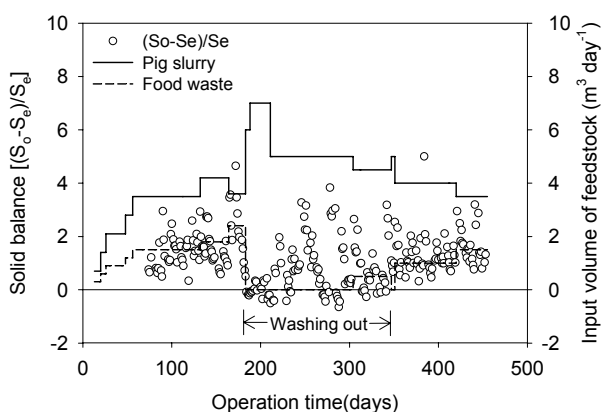 (So-Se)/Se
Pig slurry
Food waste
Solid balance [(Sₒ-Sₑ)/Sₑ]
10
8
6
4
2
0
-2
10
8
6
4
2
0
-2
Input volume of feedstock (m³ day⁻¹)
Washing out
0
100
200
300
400
500
Operation time(days)